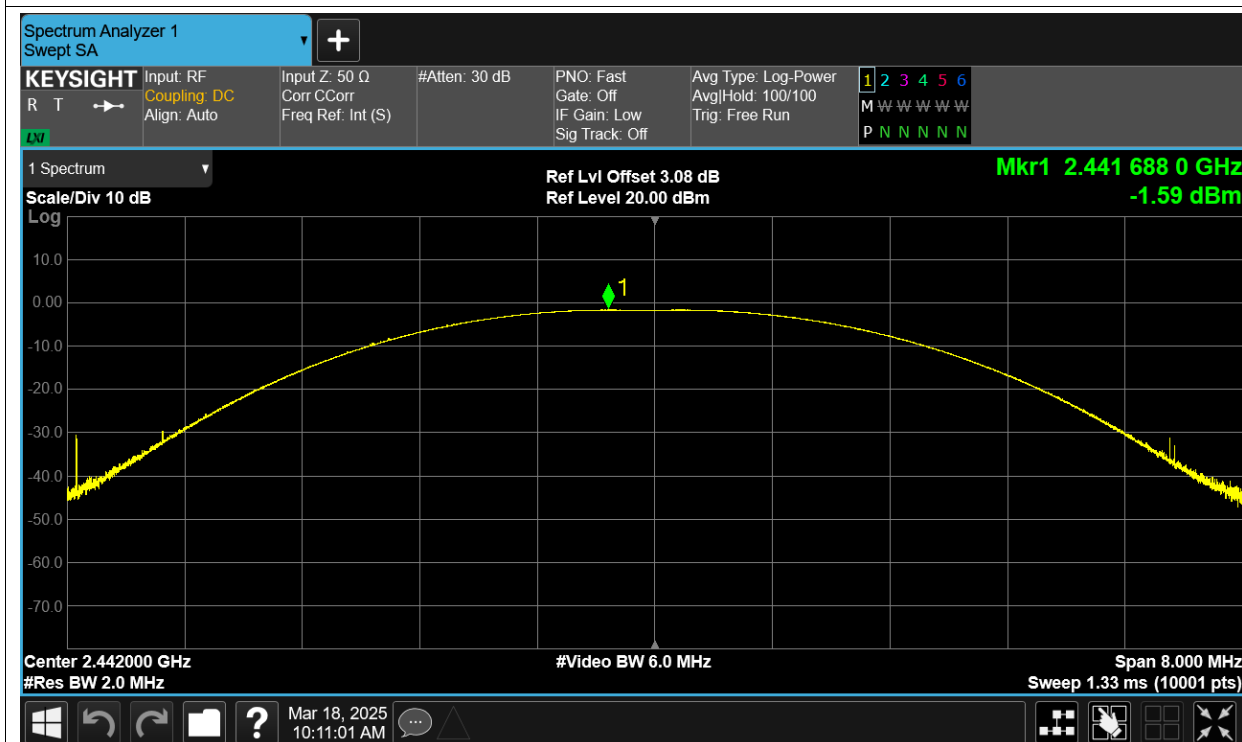 Spectrum Analyzer 1
Swept SA
KEYSIGHT
R T
LXI
Input: RF
Coupling: DC
Align: Auto
Input Z: 50 Ω
Corr CCorr
Freq Ref: Int (S)
#Atten: 30 dB
PNO: Fast
Gate: Off
IF Gain: Low
Sig Track: Off
Avg Type: Log-Power
Avg|Hold: 100/100
Trig: Free Run
1 2 3 4 5 6
M W W W W W
P N N N N N
1 Spectrum
Scale/Div 10 dB
Log
Ref Lvl Offset 3.08 dB
Ref Level 20.00 dBm
Mkr1 2.441 688 0 GHz
-1.59 dBm
1
10.0
0.00
-10.0
-20.0
-30.0
-40.0
-50.0
-60.0
-70.0
Center 2.442000 GHz
#Res BW 2.0 MHz
#Video BW 6.0 MHz
Span 8.000 MHz
Sweep 1.33 ms (10001 pts)
?
Mar 18, 2025
10:11:01 AM